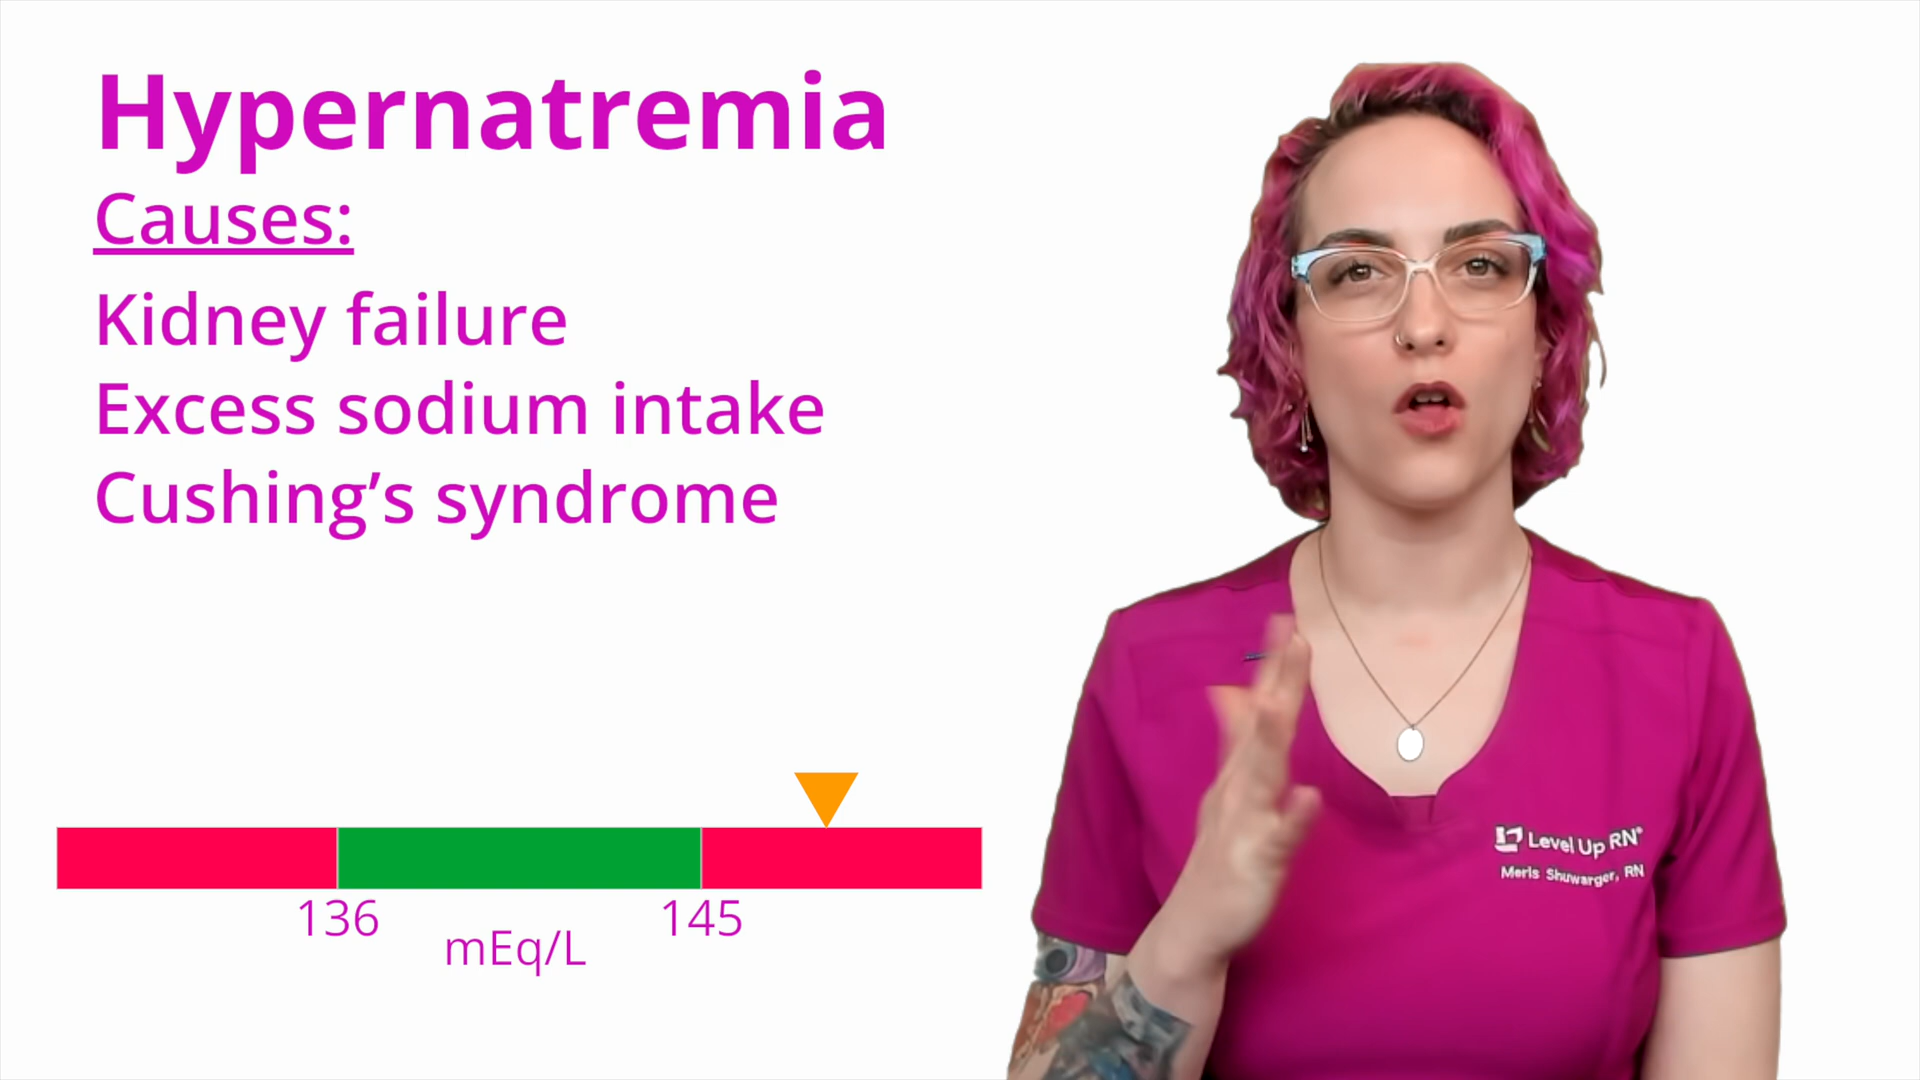 Hypernatremia
Causes:
Kidney failure
Excess sodium intake
Cushing’s syndrome
136
145
mEq/L
Level Up RN®
Meris Shuwarger, RN